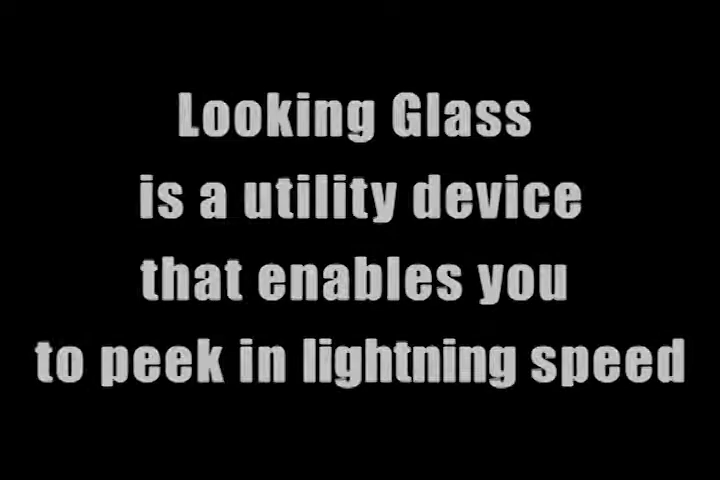 Looking Glass
is a utility device
that enables you
to peek in lightning speed